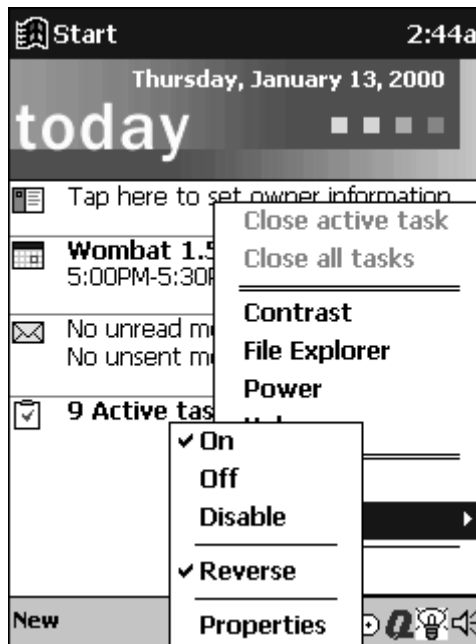 Start
2:44a
Thursday, January 13, 2000
today
Tap here to set owner information
Close active task
Close all tasks
Wombat 1.5
5:00PM-5:30P
No unread m
No unsent m
Contrast
File Explorer
Power
9 Active tas
On
Off
Disable
Reverse
Properties
New